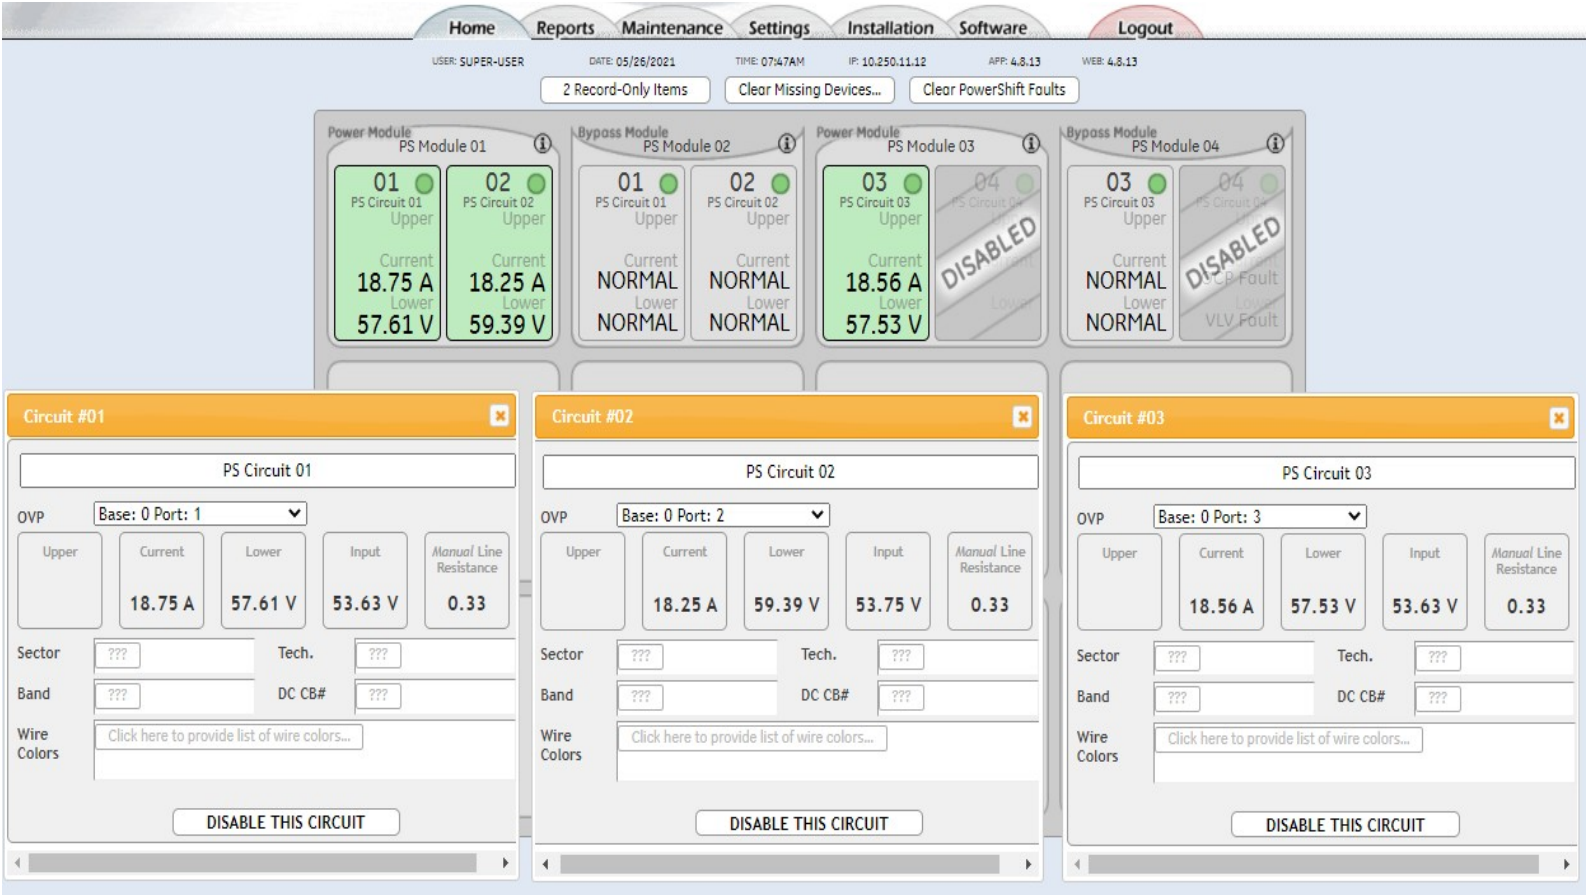 Home Reports Maintenance Settings Installation Software Logout
USER: SUPER-USER DATE: 05/26/2021 TIME: 07:47AM IP: 10.250.11.12 APP: 4.8.13 WEB: 4.8.13
2 Record-Only Items Clear Missing Devices... Clear PowerShift Faults
Power Module Bypass Module Power Module Bypass Module
PS Module 01 PS Module 02 PS Module 03 PS Module 04
01 02 01 02 03 04 03 04
PS Circuit 01 PS Circuit 02 PS Circuit 01 PS Circuit 02 PS Circuit 03 PS Circuit 04 PS Circuit 03 PS Circuit 04
Upper Upper Upper Upper Upper Upper
DISABLED DISABLED
Current Current Current Current Current Current
18.75 A 18.25 A NORMAL NORMAL 18.56 A NORMAL OCP Fault
Lower Lower Lower Lower Lower Lower Lower Lower
57.61 V 59.39 V NORMAL NORMAL 57.53 V NORMAL VLV Fault
Circuit #01
PS Circuit 01
OVP Base: 0 Port: 1
Upper Current Lower Input Manual Line
Resistance
18.75 A 57.61 V 53.63 V 0.33
Sector ??? Tech. ???
Band ??? DC CB# ???
Wire Click here to provide list of wire colors...
Colors
DISABLE THIS CIRCUIT
Circuit #02
PS Circuit 02
OVP Base: 0 Port: 2
Upper Current Lower Input Manual Line
Resistance
18.25 A 59.39 V 53.75 V 0.33
Sector ??? Tech. ???
Band ??? DC CB# ???
Wire Click here to provide list of wire colors...
Colors
DISABLE THIS CIRCUIT
Circuit #03
PS Circuit 03
OVP Base: 0 Port: 3
Upper Current Lower Input Manual Line
Resistance
18.56 A 57.53 V 53.63 V 0.33
Sector ??? Tech. ???
Band ??? DC CB# ???
Wire Click here to provide list of wire colors...
Colors
DISABLE THIS CIRCUIT